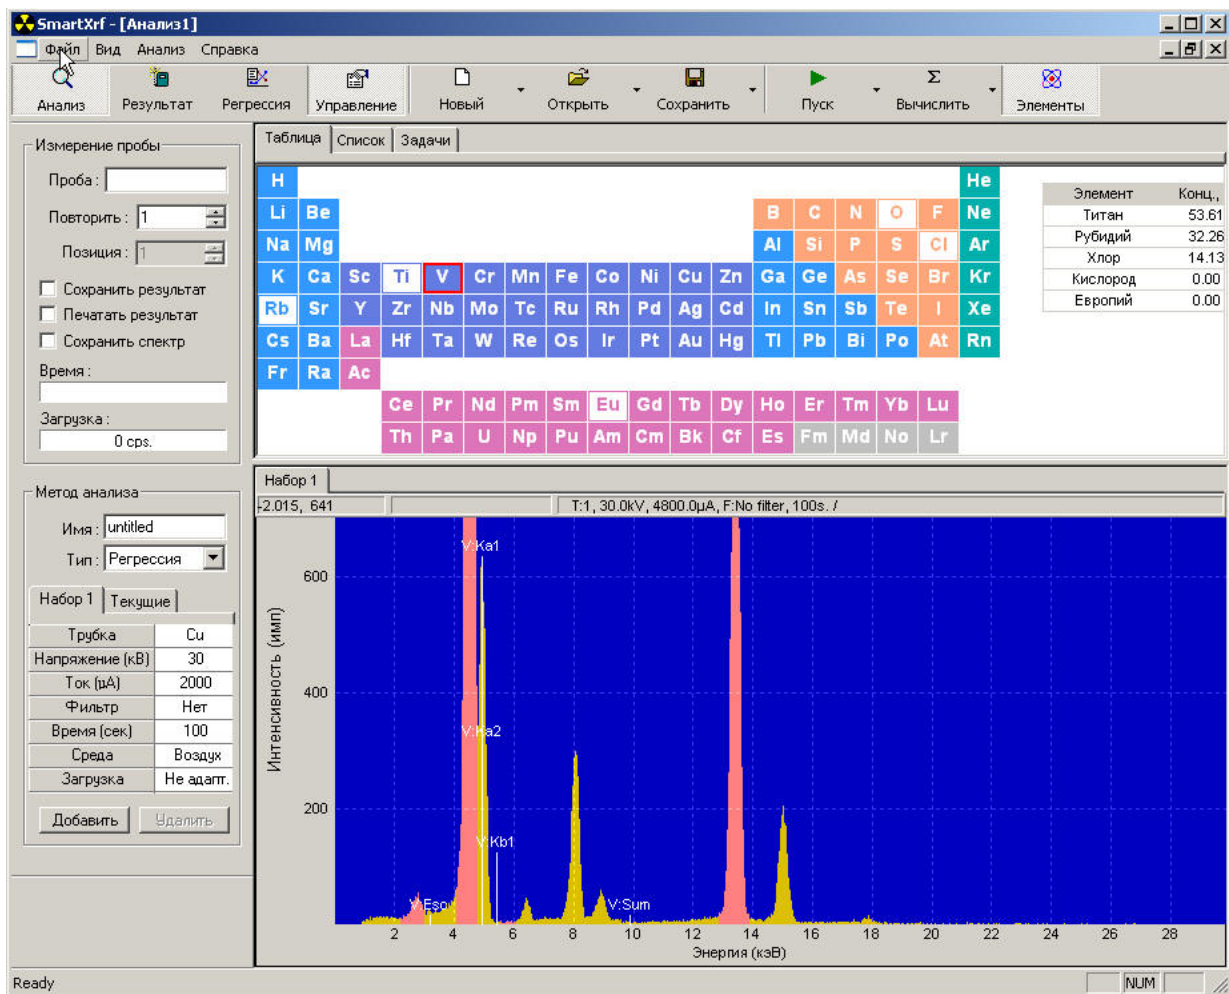 SmartXrf - [Анализ1]
Файл Вид Анализ Справка
Анализ Результат Регрессия Управление Новый Открыть Сохранить Пуск Вычислить Элементы
Измерение пробы
Проба :
Повторить : 1
Позиция : 1
Сохранить результат
Печатать результат
Сохранить спектр
Время :
Загрузка :
0 cps.
Метод анализа
Имя : untitled
Тип : Регрессия
Набор 1 Текущие
Трубка Cu
Напряжение (кВ) 30
Ток (µA) 2000
Фильтр Нет
Время (сек) 100
Среда Воздух
Загрузка Не адапт.
Добавить Удалить
Таблица Список Задачи
H He
Li Be B C N O F Ne
Na Mg Al Si P S Cl Ar
K Ca Sc Ti V Cr Mn Fe Co Ni Cu Zn Ga Ge As Se Br Kr
Rb Sr Y Zr Nb Mo Tc Ru Rh Pd Ag Cd In Sn Sb Te I Xe
Cs Ba La Hf Ta W Re Os Ir Pt Au Hg Tl Pb Bi Po At Rn
Fr Ra Ac
Ce Pr Nd Pm Sm Eu Gd Tb Dy Ho Er Tm Yb Lu
Th Pa U Np Pu Am Cm Bk Cf Es Fm Md No Lr
Элемент Конц.,
Титан 53.61
Рубидий 32.26
Хлор 14.13
Кислород 0.00
Европий 0.00
Набор 1
-2.015, 641 T:1, 30.0kV, 4800.0µA, F:No filter, 100s. /
V:Ka1
600
Интенсивность (имп)
400
V:Ka2
200
V:Kb1
V:Esc V:Sum
2 4 6 8 10 12 14 16 18 20 22 24 26 28
Энергия (кэВ)
Ready NUM